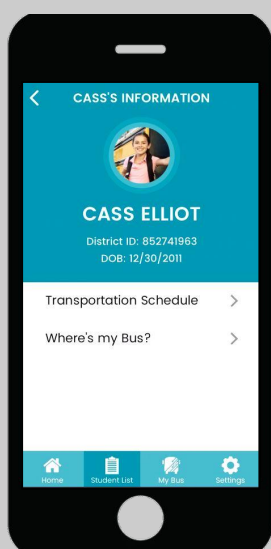 CASS'S INFORMATION
CASS ELLIOT
District ID: 852741963
DOB: 12/30/2011
Transportation Schedule
Where's my Bus?
Home Student List My Bus Settings